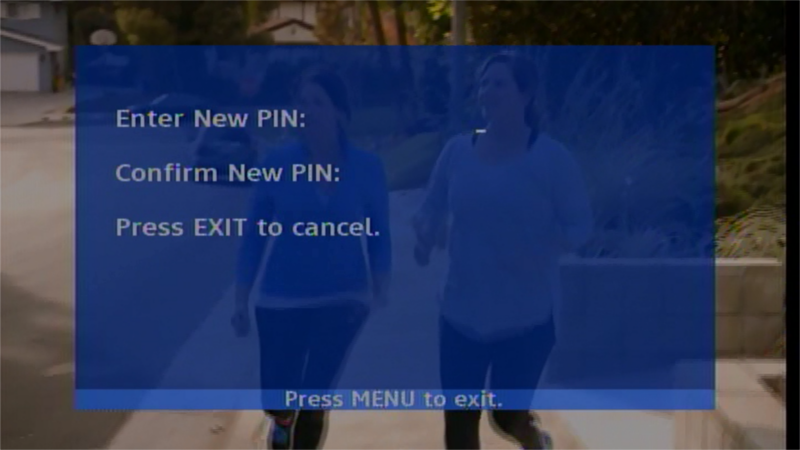 Enter New PIN:
Confirm New PIN:
Press EXIT to cancel.
Press MENU to exit.